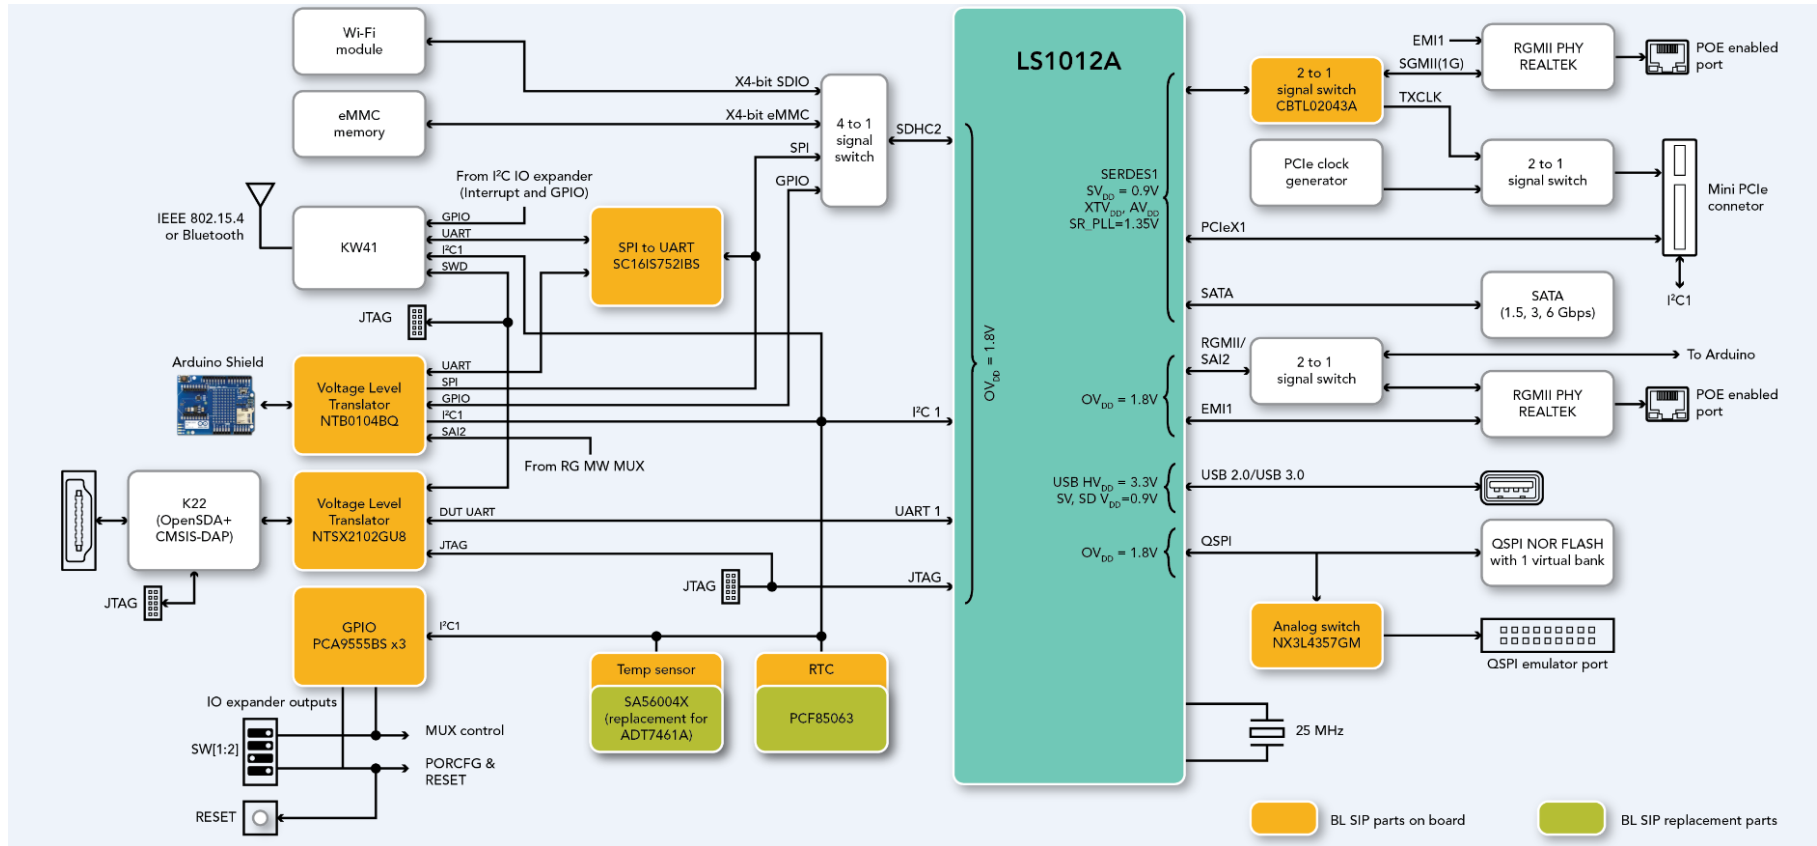 Wi-Fi
module
eMMC
memory
X4-bit SDIO
X4-bit eMMC
SPI
GPIO
4 to 1
signal
switch
SDHC2
From I²C IO expander
(Interrupt and GPIO)
IEEE 802.15.4
or Bluetooth
KW41
GPIO
UART
I²C1
SWD
SPI to UART
SC16IS752IBS
JTAG
Arduino Shield
Voltage Level
Translator
NTB0104BQ
UART
SPI
GPIO
I²C1
SAI2
From RG MW MUX
I²C 1
K22
(OpenSDA+
CMSIS-DAP)
JTAG
Voltage Level
Translator
NTSX2102GU8
DUT UART
JTAG
UART 1
JTAG
JTAG
GPIO
PCA9555BS x3
I²C1
Temp sensor
SA56004X
(replacement for
ADT7461A)
RTC
PCF85063
IO expander outputs
SW[1:2]
MUX control
PORCFG &
RESET
RESET
LS1012A
OVDD = 1.8V
SERDES1
SVDD = 0.9V
XTVDD, AVDD
SR_PLL=1.35V
OVDD = 1.8V
USB HVDD = 3.3V
SV, SD VDD=0.9V
OVDD = 1.8V
2 to 1
signal switch
CBTL02043A
EMI1
SGMII(1G)
TXCLK
RGMII PHY
REALTEK
POE enabled
port
PCIe clock
generator
2 to 1
signal switch
Mini PCIe
connetor
I²C1
PCIeX1
SATA
SATA
(1.5, 3, 6 Gbps)
RGMII/
SAI2
2 to 1
signal switch
To Arduino
EMI1
RGMII PHY
REALTEK
POE enabled
port
USB 2.0/USB 3.0
QSPI
QSPI NOR FLASH
with 1 virtual bank
Analog switch
NX3L4357GM
QSPI emulator port
25 MHz
BL SIP parts on board
BL SIP replacement parts